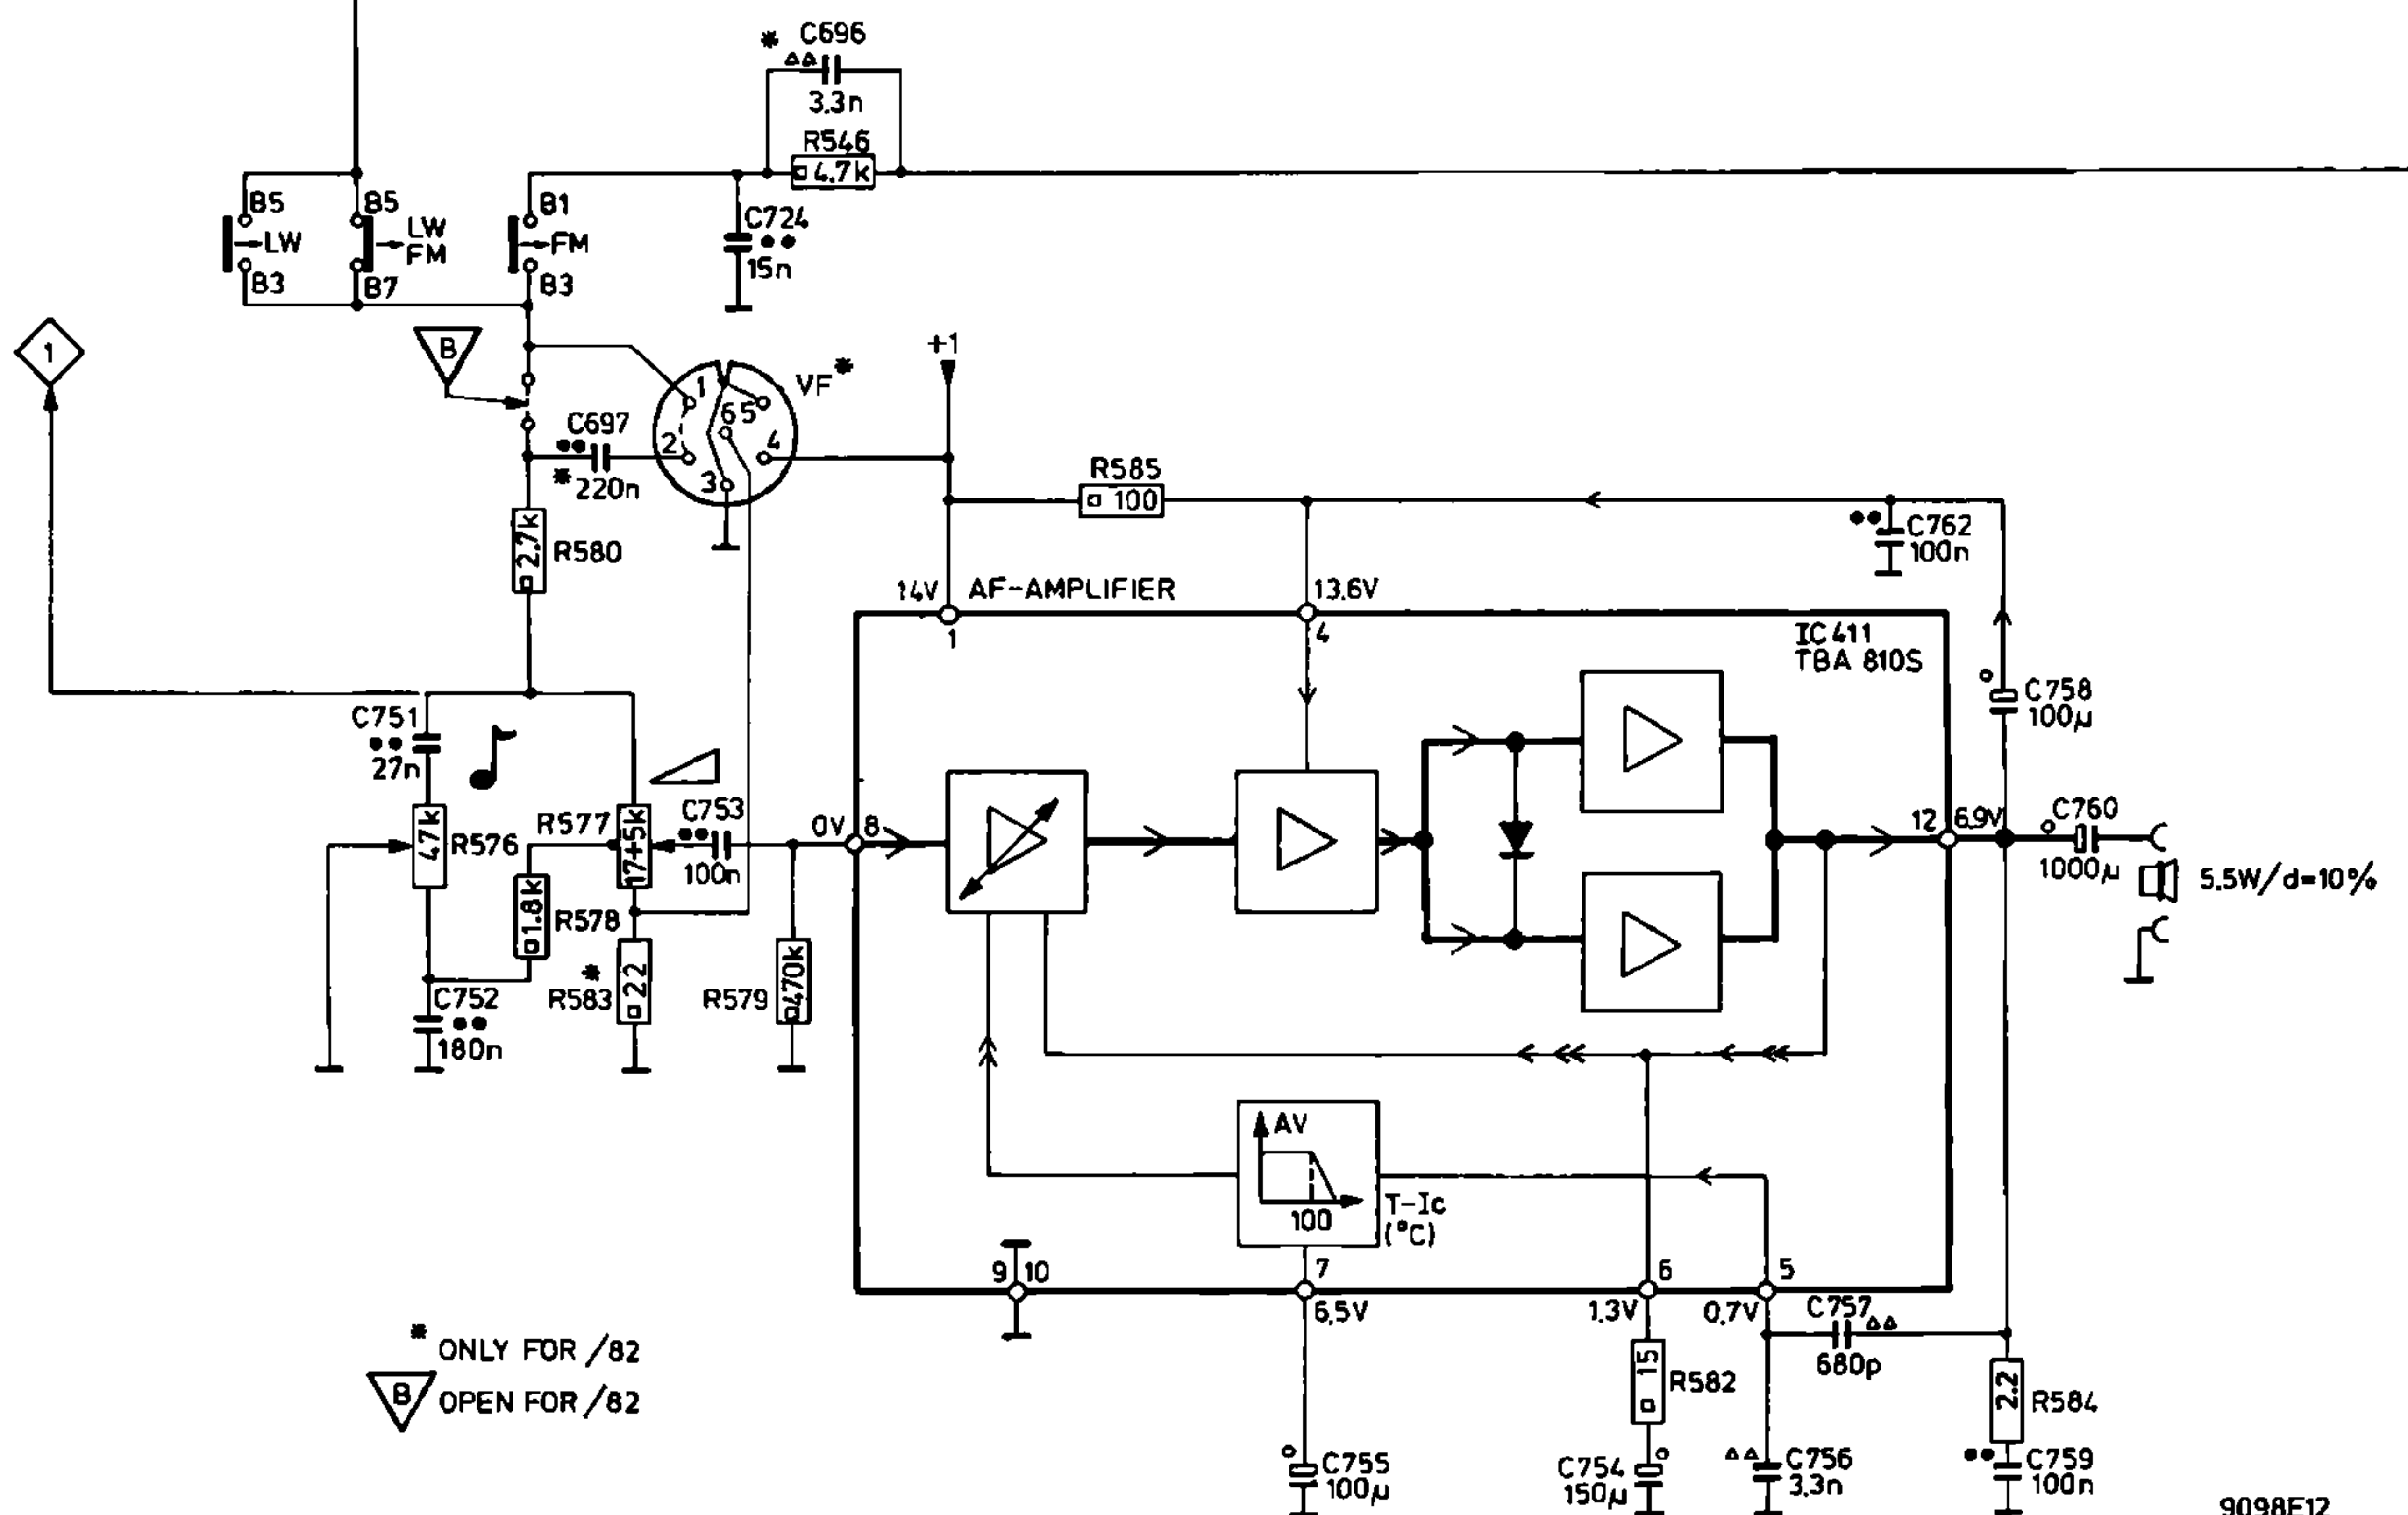 *
C696
3.3n
R546
4.7k
B5
LW
B3
B5
LW
FM
B7
B1
FM
B3
C724
15n
1
B
+1
VF*
1
6 5
2
4
3
C697
*220n
2.7k
R580
R585
100
C762
100n
14V
AF-AMPLIFIER
13.6V
1
4
IC 411
TBA 810S
C758
100µ
C751
27n
47k
R576
R577
17+5k
C753
100n
0V
8
12
6.9V
C760
1000µ
5.5W/d=10%
1.8k
R578
*
R583
22
R579
470k
C752
180n
AV
100
T-Ic
(°C)
9
10
7
6.5V
6
1.3V
5
0.7V
C757
680p
15
R582
2.2
R584
* ONLY FOR /82
B OPEN FOR /82
C755
100µ
C754
150µ
C756
3.3n
C759
100n
9098E12